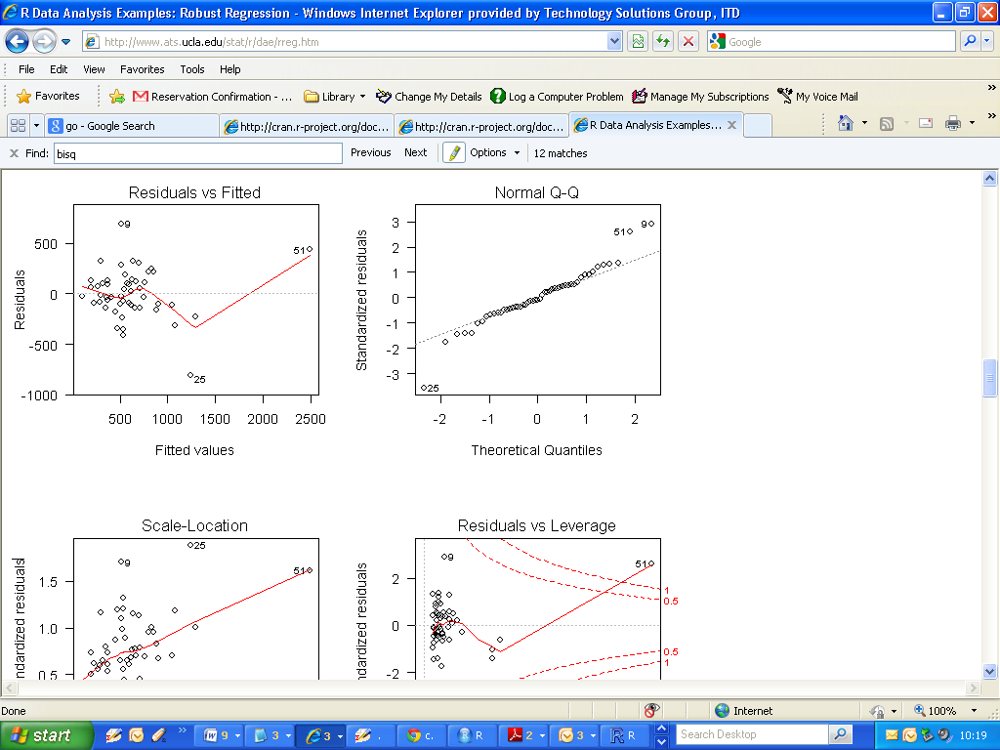 R Data Analysis Examples: Robust Regression - Windows Internet Explorer provided by Technology Solutions Group, ITD
http://www.ats.ucla.edu/stat/r/dae/rreg.htm
Google
File Edit View Favorites Tools Help
Favorites Reservation Confirmation - ... Library Change My Details Log a Computer Problem Manage My Subscriptions My Voice Mail
go - Google Search http://cran.r-project.org/doc... http://cran.r-project.org/doc... R Data Analysis Examples...
Find: bisq Previous Next Options 12 matches
Residuals vs Fitted
Residuals
500
0
-500
-1000
9
51
25
500 1000 1500 2000 2500
Fitted values
Normal Q-Q
Standardized residuals
3
2
1
0
-1
-2
-3
51
9
25
-2 -1 0 1 2
Theoretical Quantiles
Scale-Location
ndardized residuals
1.5
1.0
0.5
25
9
51
Residuals vs Leverage
ndardized residuals
2
0
-2
9
51
1
0.5
0.5
1
Done Internet 100%
start 9 3 3 . c. R 2 3 R Search Desktop 10:19